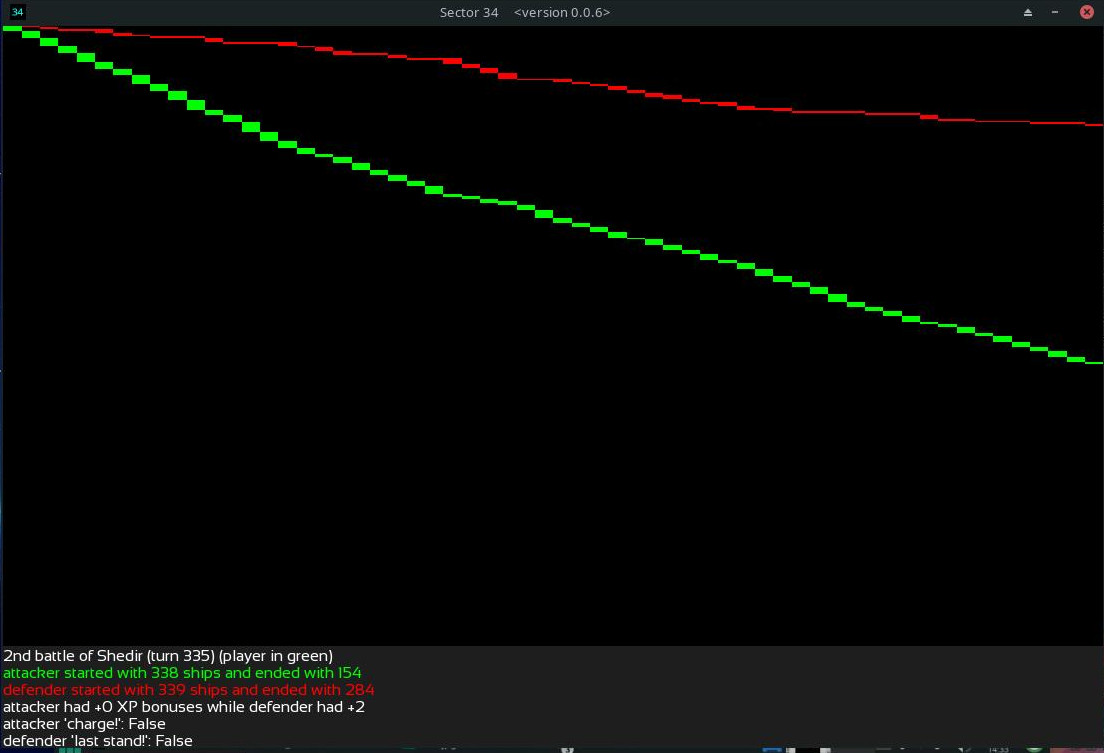 34
Sector 34 <version 0.0.6>
2nd battle of Shedir (turn 335) (player in green)
attacker started with 338 ships and ended with 154
defender started with 339 ships and ended with 284
attacker had +0 XP bonuses while defender had +2
attacker 'charge!': False
defender 'last stand!': False